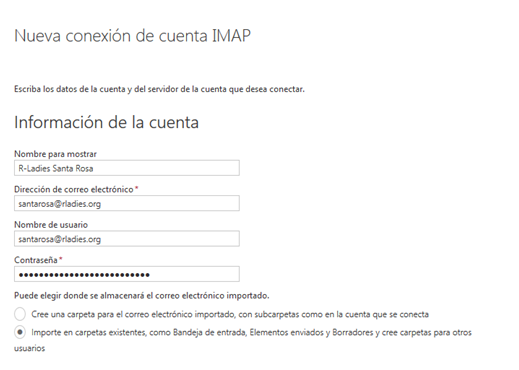 Nueva conexión de cuenta IMAP
Escriba los datos de la cuenta y del servidor de la cuenta que desea conectar.
Información de la cuenta
Nombre para mostrar
R-Ladies Santa Rosa
Dirección de correo electrónico *
santarosa@rladies.org
Nombre de usuario
santarosa@rladies.org
Contraseña *
●●●●●●●●●●●●●●●●●●●●●●●●●●
Puede elegir donde se almacenará el correo electrónico importado.
Cree una carpeta para el correo electrónico importado, con subcarpetas como en la cuenta que se conecta
Importe en carpetas existentes, como Bandeja de entrada, Elementos enviados y Borradores y cree carpetas para otros
usuarios